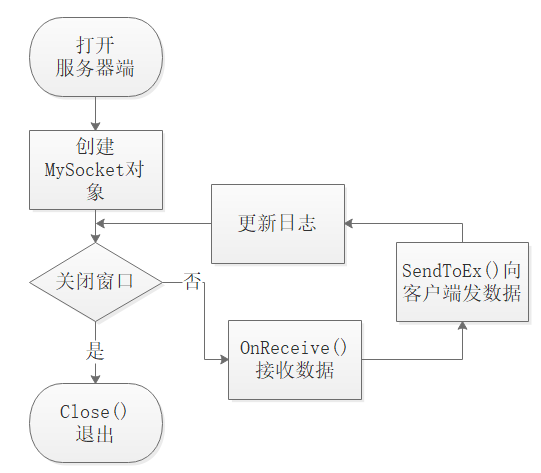 打开
服务器端
创建
MySocket对
象
更新日志
关闭窗口
否
SendToEx()向
客户端发数据
OnReceive()
接收数据
是
Close()
退出